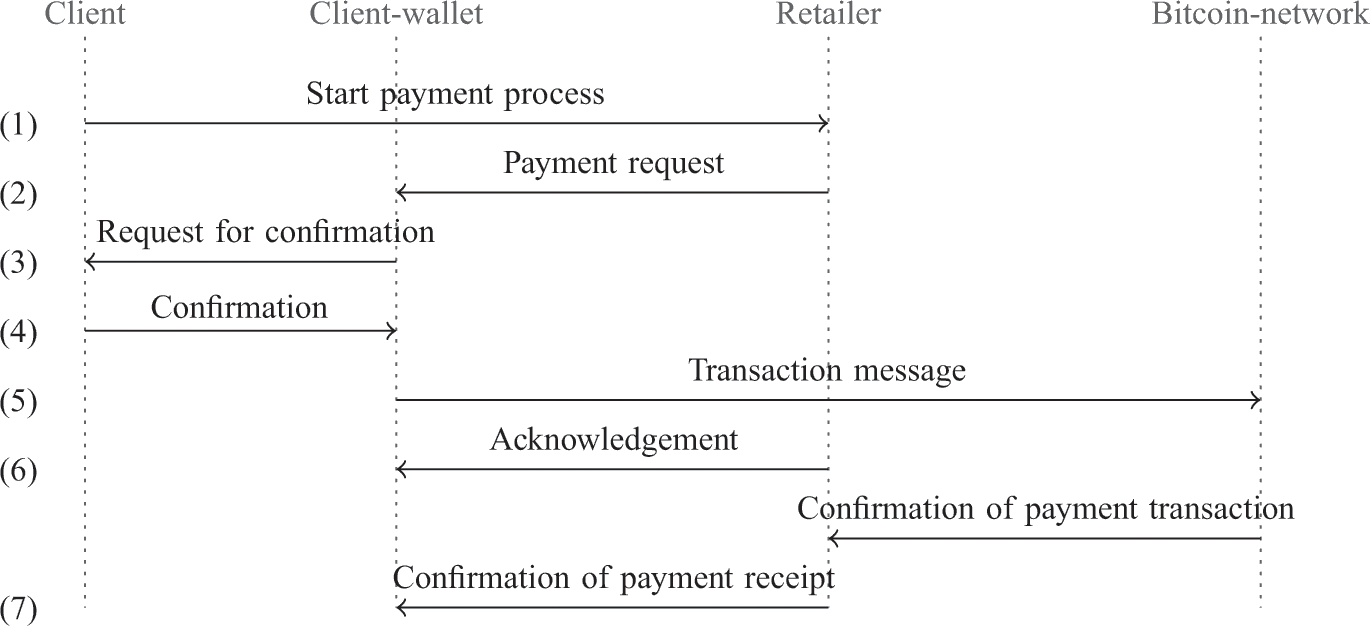 Client Client-wallet Retailer Bitcoin-network
Start payment process
(1)
Payment request
(2)
Request for confirmation
(3)
Confirmation
(4)
Transaction message
(5)
Acknowledgement
(6)
Confirmation of payment transaction
Confirmation of payment receipt
(7)